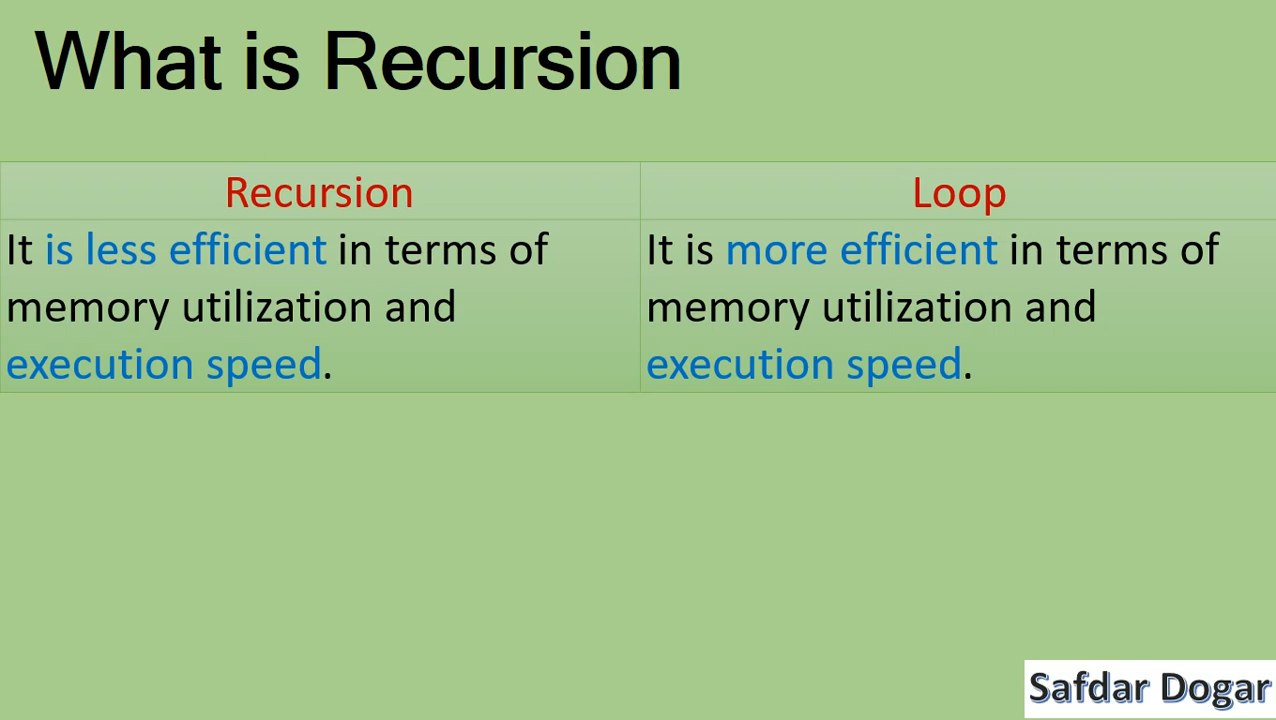 What is Recursion
Recursion
Loop
It is less efficient in terms of
memory utilization and
execution speed.
It is more efficient in terms of
memory utilization and
execution speed.
Safdar Dogar